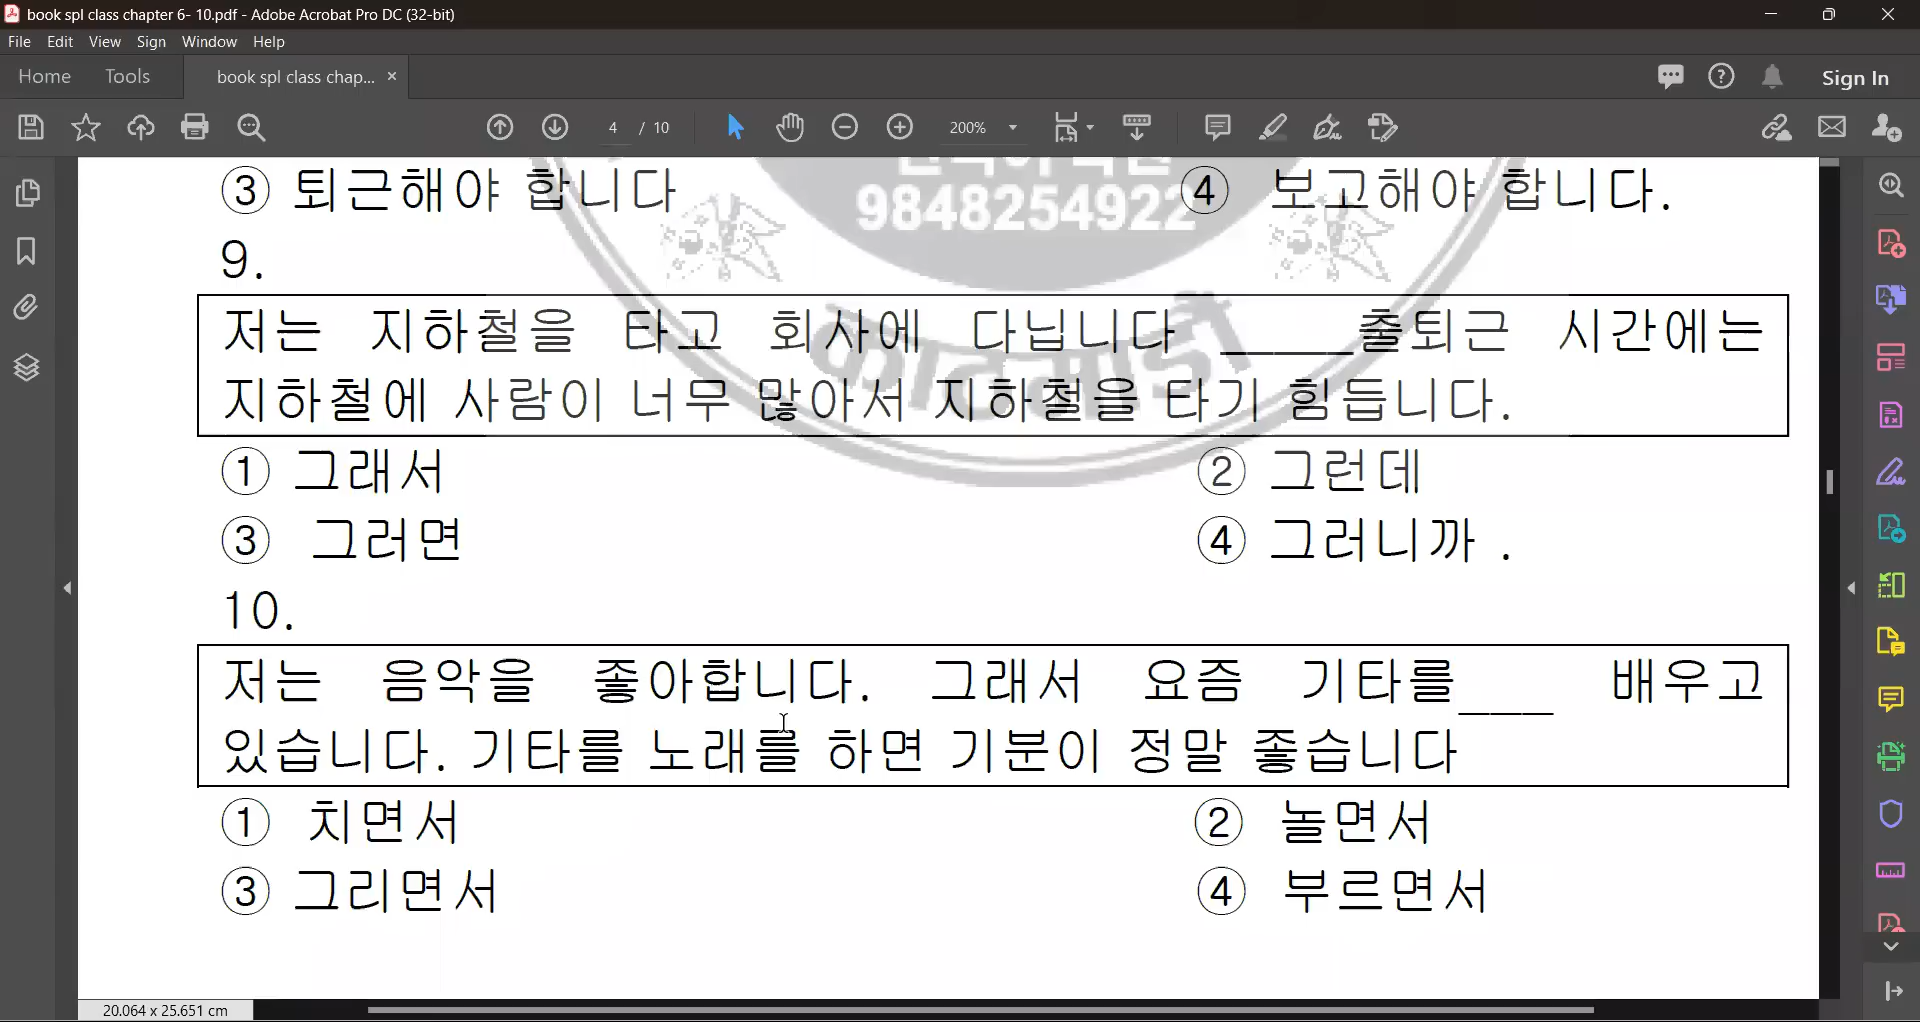 book spl class chapter 6- 10.pdf - Adobe Acrobat Pro DC (32-bit)
File Edit View Sign Window Help
Home Tools book spl class chap... × Sign In
4 / 10 200%
③ 퇴근해야 합니다 ④ 보고해야 합니다.
9848254922
9.
저는 지하철을 타고 회사에 다닙니다 _____출퇴근 시간에는
지하철에 사람이 너무 많아서 지하철을 타기 힘듭니다.
काठमाडौं
① 그래서 ② 그런데
③ 그러면 ④ 그러니까 .
10.
저는 음악을 좋아합니다. 그래서 요즘 기타를___ 배우고
있습니다. 기타를 노래를 하면 기분이 정말 좋습니다
① 치면서 ② 놀면서
③ 그리면서 ④ 부르면서
20.064 x 25.651 cm